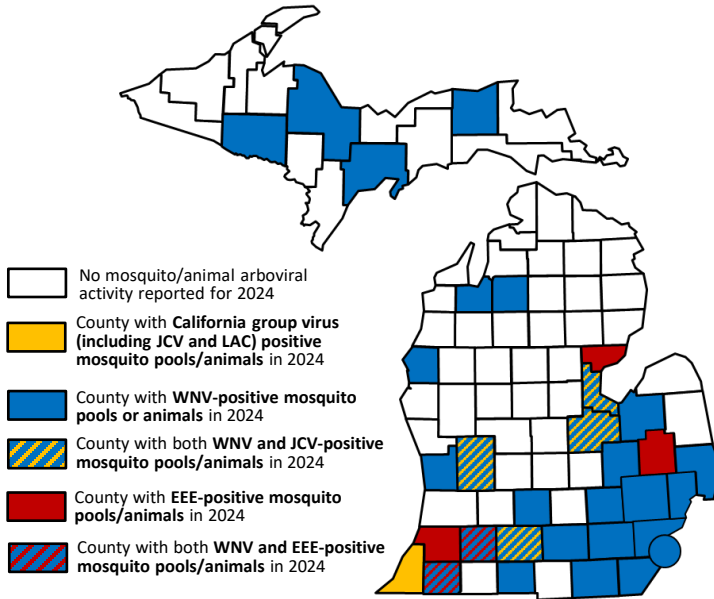 No mosquito/animal arboviral
activity reported for 2024
County with California group virus
(including JCV and LAC) positive
mosquito pools/animals in 2024
County with WNV-positive mosquito
pools or animals in 2024
County with both WNV and JCV-positive
mosquito pools/animals in 2024
County with EEE-positive mosquito
pools/animals in 2024
County with both WNV and EEE-positive
mosquito pools/animals in 2024